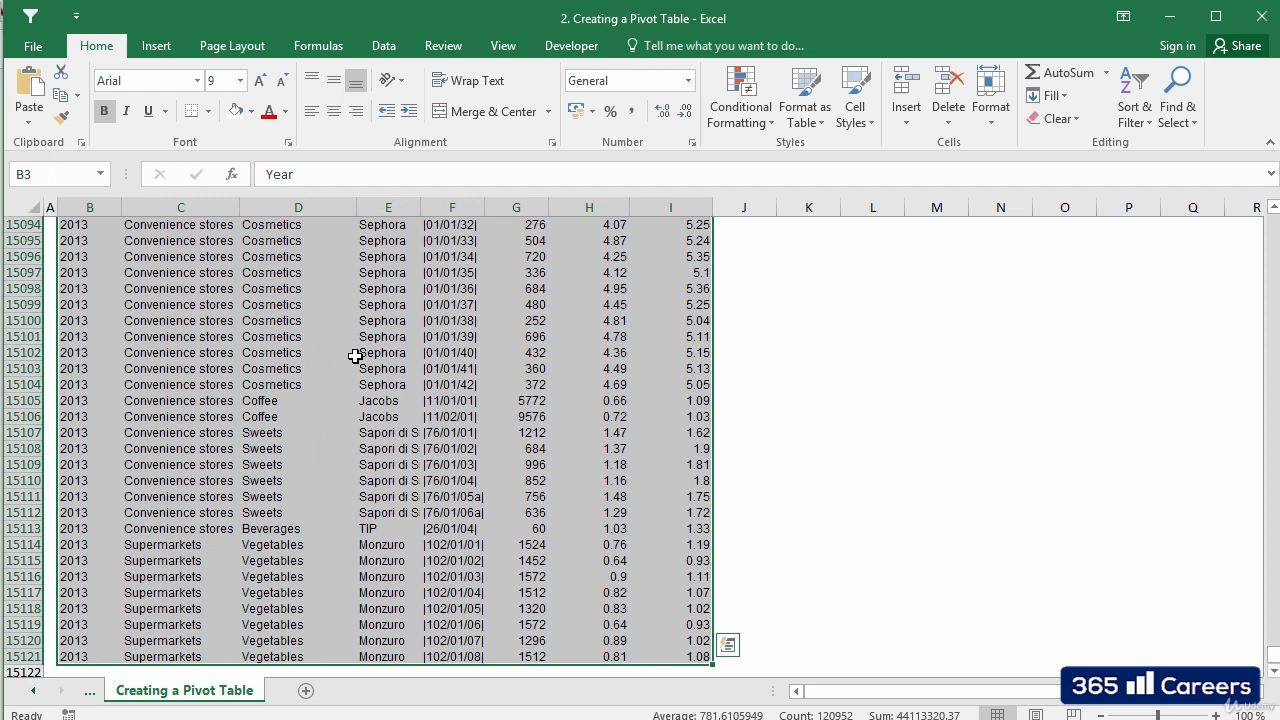 2. Creating a Pivot Table - Excel
File Home Insert Page Layout Formulas Data Review View Developer Tell me what you want to do... Sign in Share
Paste Arial 9 B I U A Wrap Text Merge & Center General % Conditional Formatting Format as Table Cell Styles Insert Delete Format AutoSum Fill Clear Sort & Filter Find & Select
Clipboard Font Alignment Number Styles Cells Editing
B3 fx Year
A B C D E F G H I J K L M N O P Q R
15094 2013 Convenience stores Cosmetics Sephora |01/01/32| 276 4.07 5.25
15095 2013 Convenience stores Cosmetics Sephora |01/01/33| 504 4.87 5.24
15096 2013 Convenience stores Cosmetics Sephora |01/01/34| 720 4.25 5.35
15097 2013 Convenience stores Cosmetics Sephora |01/01/35| 336 4.12 5.1
15098 2013 Convenience stores Cosmetics Sephora |01/01/36| 684 4.95 5.36
15099 2013 Convenience stores Cosmetics Sephora |01/01/37| 480 4.45 5.25
15100 2013 Convenience stores Cosmetics Sephora |01/01/38| 252 4.81 5.04
15101 2013 Convenience stores Cosmetics Sephora |01/01/39| 696 4.78 5.11
15102 2013 Convenience stores Cosmetics Sephora |01/01/40| 432 4.36 5.15
15103 2013 Convenience stores Cosmetics Sephora |01/01/41| 360 4.49 5.13
15104 2013 Convenience stores Cosmetics Sephora |01/01/42| 372 4.69 5.05
15105 2013 Convenience stores Coffee Jacobs |11/01/01| 5772 0.66 1.09
15106 2013 Convenience stores Coffee Jacobs |11/02/01| 9576 0.72 1.03
15107 2013 Convenience stores Sweets Sapori di S |76/01/01| 1212 1.47 1.62
15108 2013 Convenience stores Sweets Sapori di S |76/01/02| 684 1.37 1.9
15109 2013 Convenience stores Sweets Sapori di S |76/01/03| 996 1.18 1.81
15110 2013 Convenience stores Sweets Sapori di S |76/01/04| 852 1.16 1.8
15111 2013 Convenience stores Sweets Sapori di S |76/01/05a| 756 1.48 1.75
15112 2013 Convenience stores Sweets Sapori di S |76/01/06a| 636 1.29 1.72
15113 2013 Convenience stores Beverages TIP |26/01/04| 60 1.03 1.33
15114 2013 Supermarkets Vegetables Monzuro |102/01/01| 1524 0.76 1.19
15115 2013 Supermarkets Vegetables Monzuro |102/01/02| 1452 0.64 0.93
15116 2013 Supermarkets Vegetables Monzuro |102/01/03| 1572 0.9 1.11
15117 2013 Supermarkets Vegetables Monzuro |102/01/04| 1512 0.82 1.07
15118 2013 Supermarkets Vegetables Monzuro |102/01/05| 1320 0.83 1.02
15119 2013 Supermarkets Vegetables Monzuro |102/01/06| 1572 0.64 0.93
15120 2013 Supermarkets Vegetables Monzuro |102/01/07| 1296 0.89 1.02
15121 2013 Supermarkets Vegetables Monzuro |102/01/08| 1512 0.81 1.08
15122
... Creating a Pivot Table
365 Careers
Udemy
Ready Average: 781.6105949 Count: 120952 Sum: 44113320.37 100 %